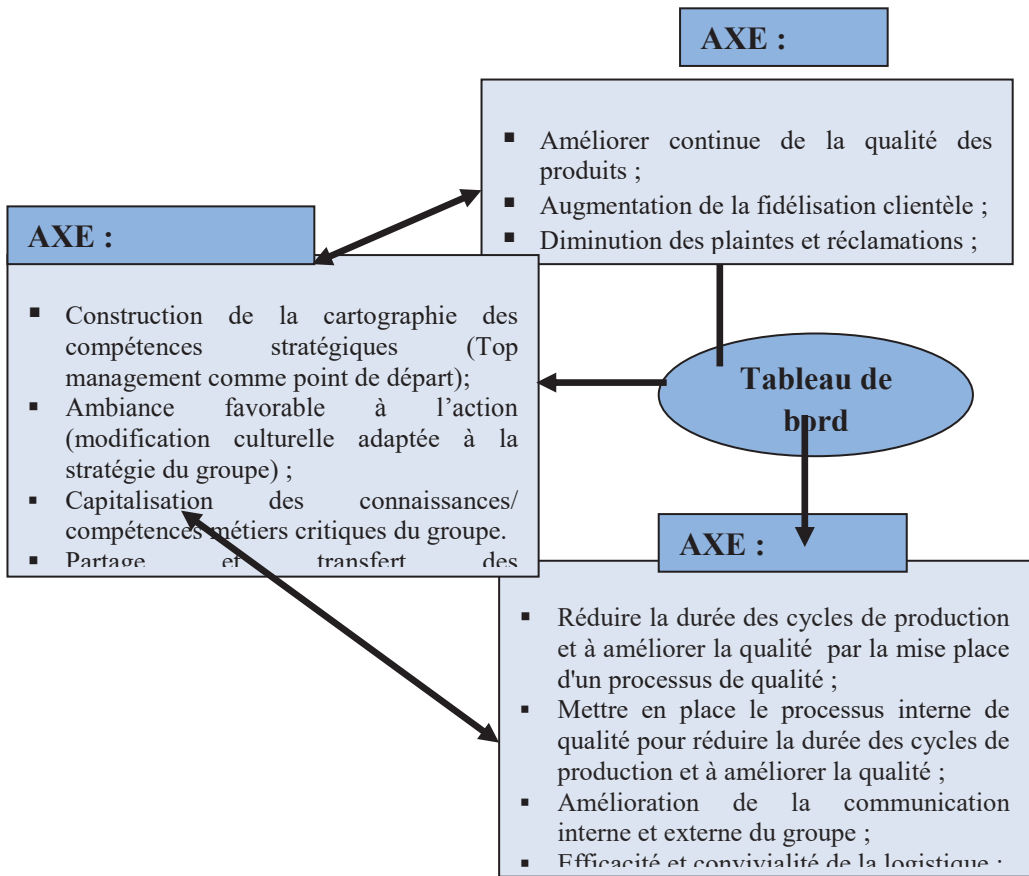 AXE :
▪ Améliorer continue de la qualité des
produits ;
▪ Augmentation de la fidélisation clientèle ;
▪ Diminution des plaintes et réclamations ;
AXE :
▪ Construction de la cartographie des
compétences stratégiques (Top
management comme point de départ);
▪ Ambiance favorable à l’action
(modification culturelle adaptée à la
stratégie du groupe) ;
▪ Capitalisation des connaissances/
compétences métiers critiques du groupe.
▪ Partage et transfert des
Tableau de
bord
AXE :
▪ Réduire la durée des cycles de production
et à améliorer la qualité par la mise place
d'un processus de qualité ;
▪ Mettre en place le processus interne de
qualité pour réduire la durée des cycles de
production et à améliorer la qualité ;
▪ Amélioration de la communication
interne et externe du groupe ;
▪ Efficacité et convivialité de la logistique ;